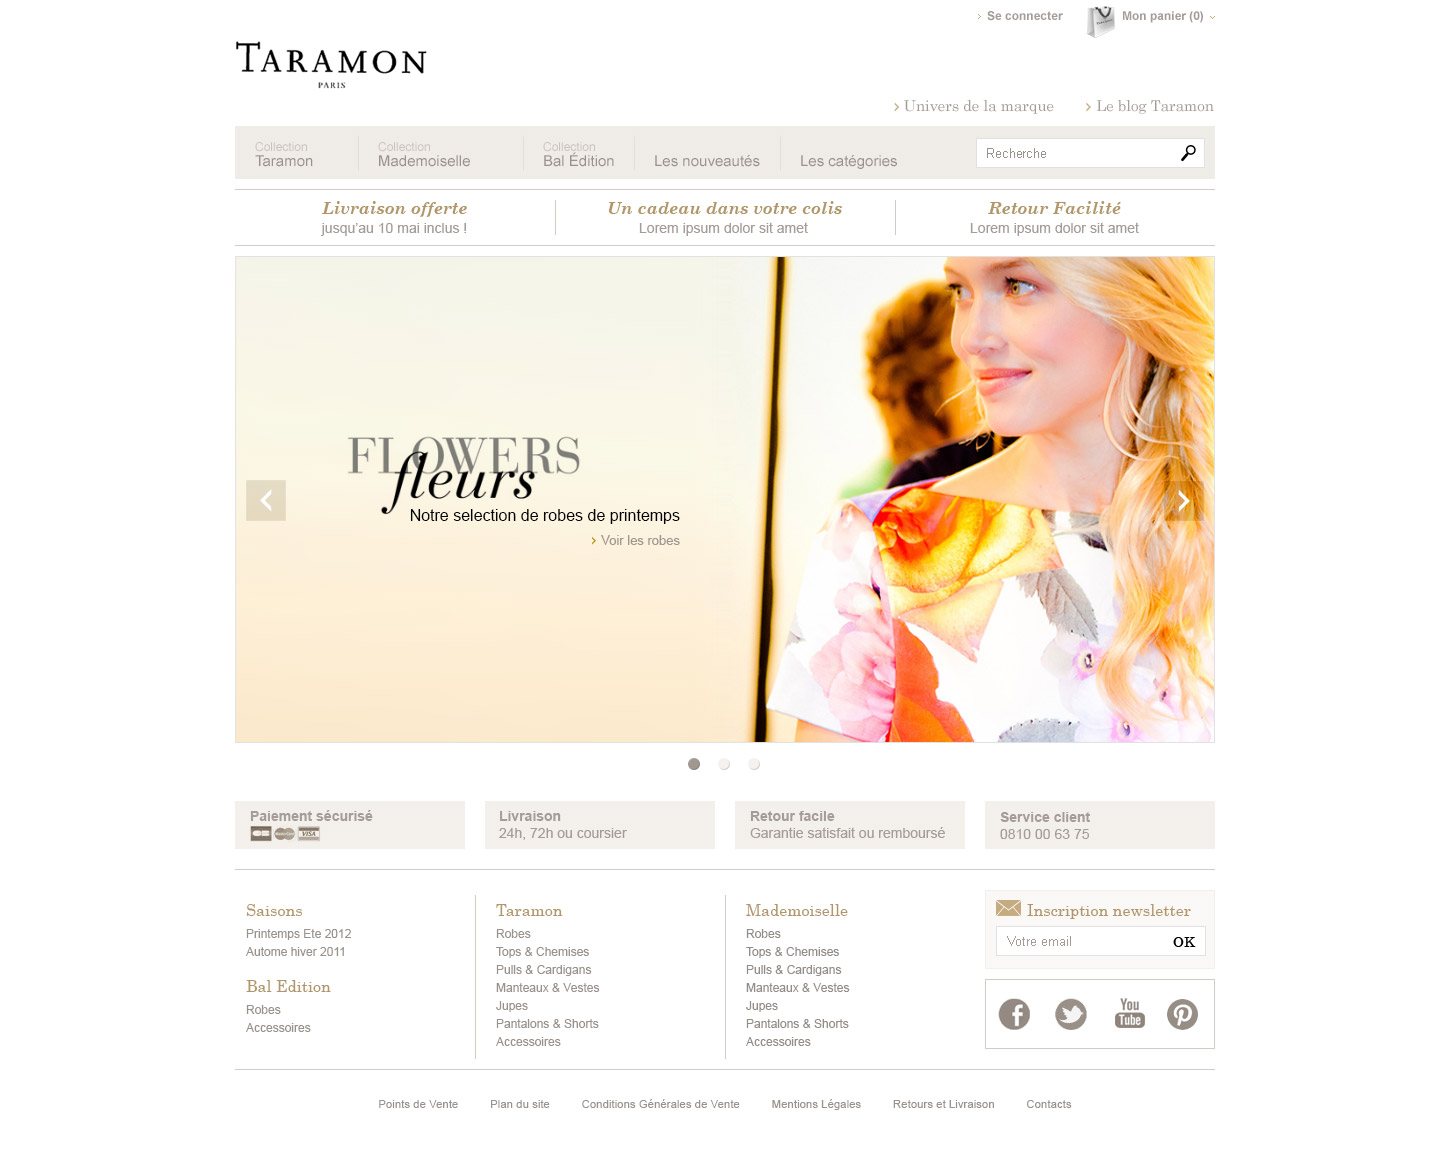 Se connecter
Mon panier (0)
TARAMON
PARIS
Univers de la marque
Le blog Taramon
Collection
Taramon
Collection
Mademoiselle
Collection
Bal Édition
Les nouveautés
Les catégories
Recherche
Livraison offerte
jusqu'au 10 mai inclus !
Un cadeau dans votre colis
Lorem ipsum dolor sit amet
Retour Facilité
Lorem ipsum dolor sit amet
FLOWERS
fleurs
Notre selection de robes de printemps
Voir les robes
Paiement sécurisé
VISA
Livraison
24h, 72h ou coursier
Retour facile
Garantie satisfait ou remboursé
Service client
0810 00 63 75
Saisons
Printemps Ete 2012
Autome hiver 2011
Bal Edition
Robes
Accessoires
Taramon
Robes
Tops & Chemises
Pulls & Cardigans
Manteaux & Vestes
Jupes
Pantalons & Shorts
Accessoires
Mademoiselle
Robes
Tops & Chemises
Pulls & Cardigans
Manteaux & Vestes
Jupes
Pantalons & Shorts
Accessoires
Inscription newsletter
Votre email
OK
You
Tube
Points de Vente
Plan du site
Conditions Générales de Vente
Mentions Légales
Retours et Livraison
Contacts